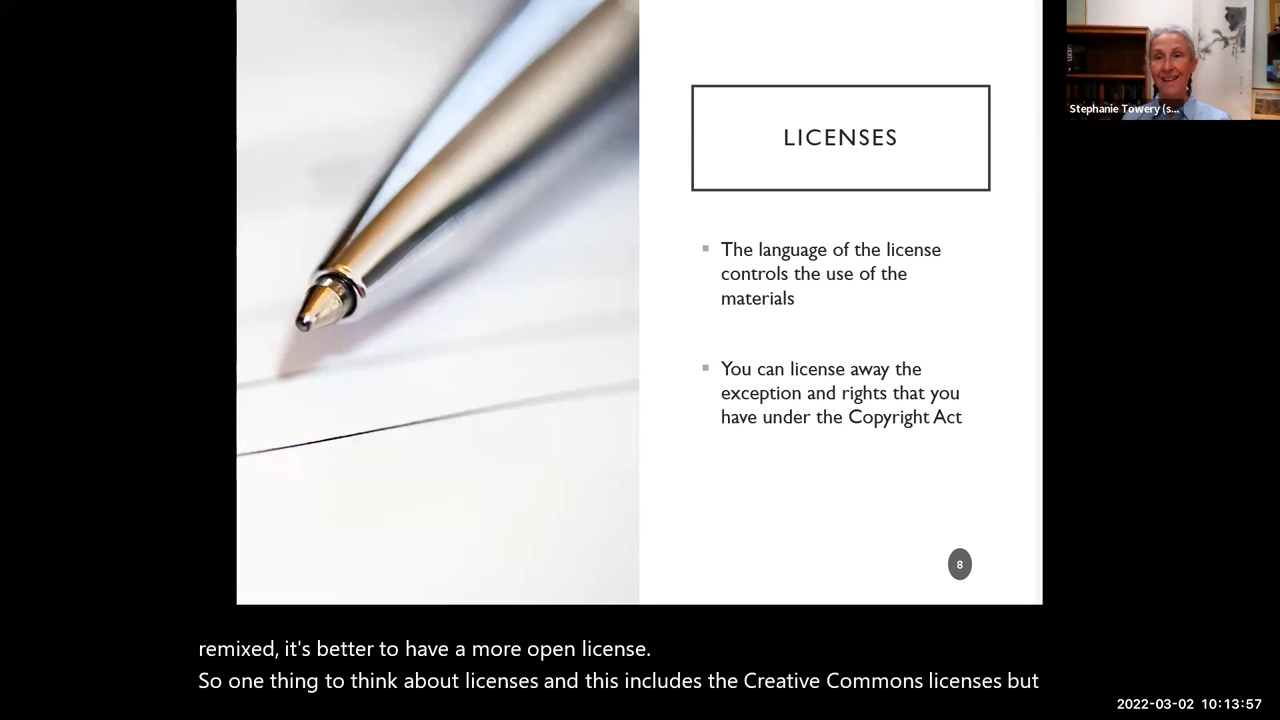 LICENSES
Stephanie Towery (s...
The language of the license
controls the use of the
materials
You can license away the
exception and rights that you
have under the Copyright Act
8
remixed, it's better to have a more open license.
So one thing to think about licenses and this includes the Creative Commons licenses but
2022-03-02 10:13:57